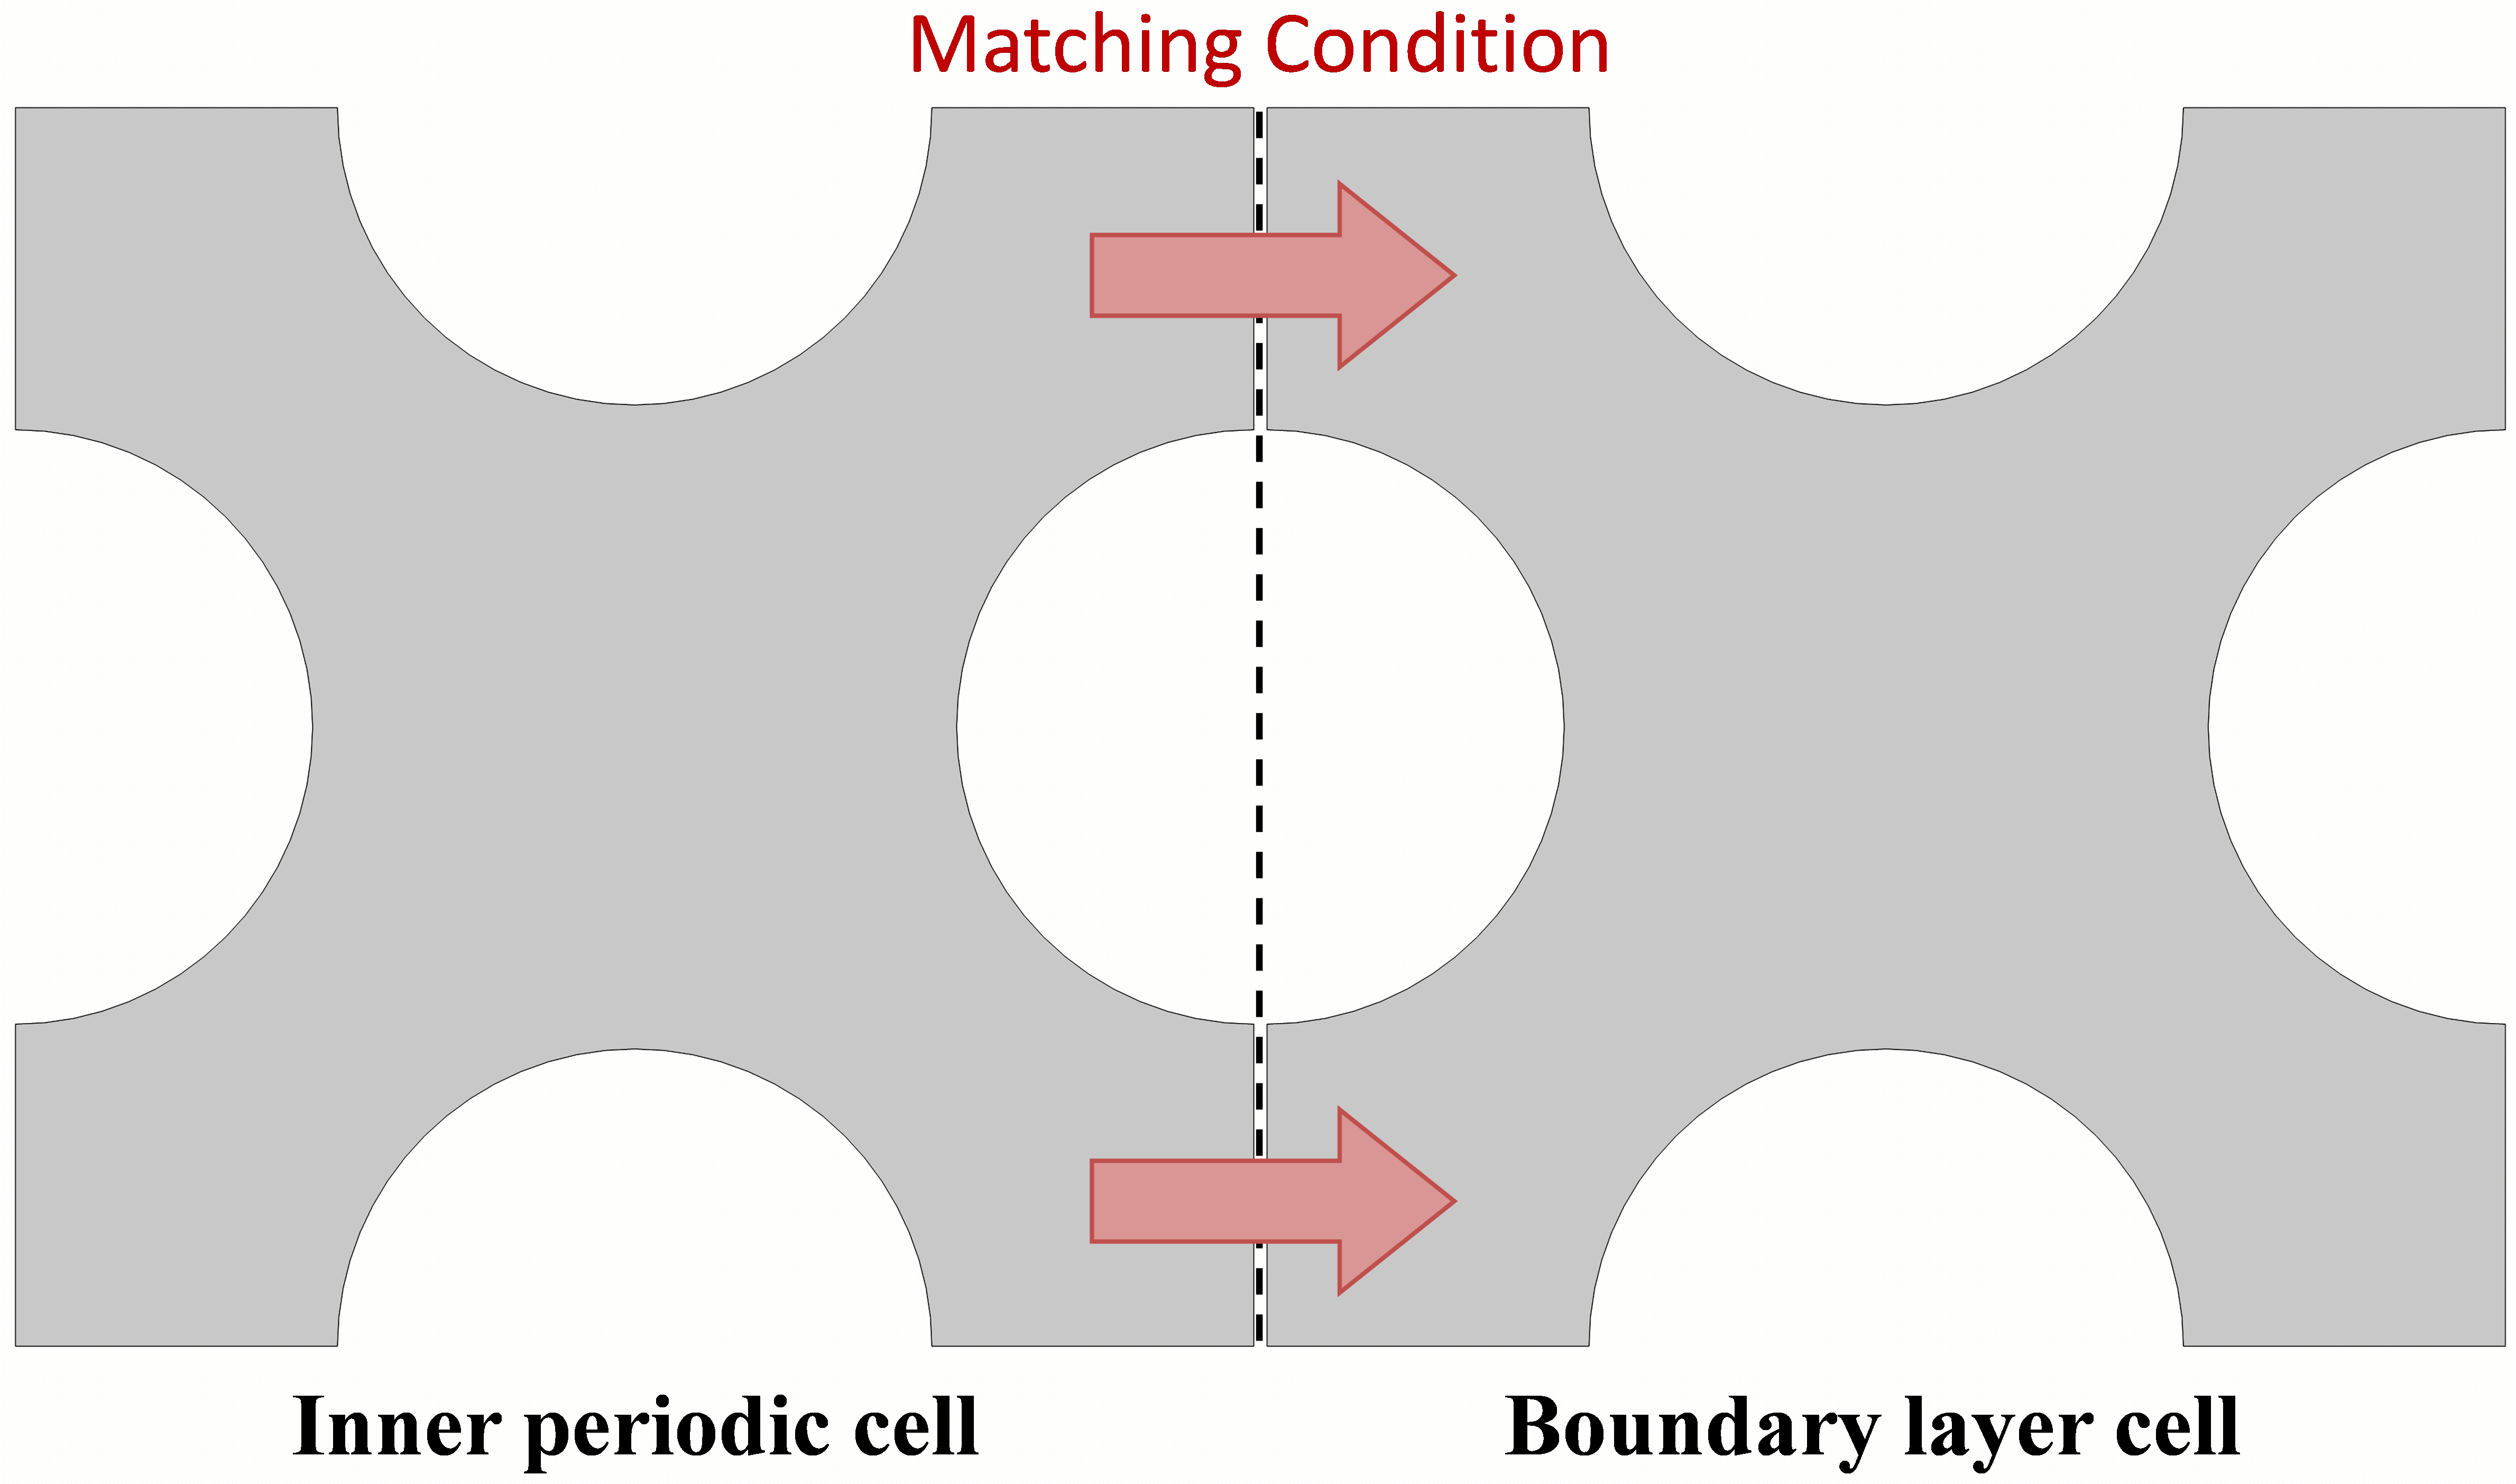 Matching Condition
Inner periodic cell
Boundary layer cell